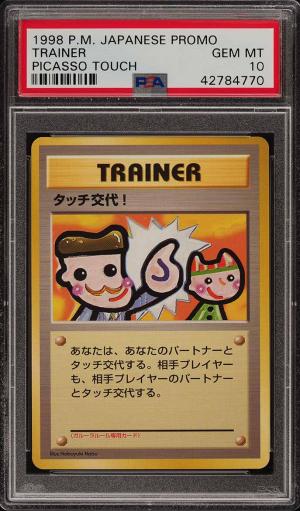 1998 P.M. JAPANESE PROMO
TRAINER GEM MT
PICASSO TOUCH 10
PSA 42784770
TRAINER
タッチ交代！
あなたは、あなたのパートナーと
タッチ交代する。相手プレイヤー
も、相手プレイヤーのパートナー
とタッチ交代する。
（ガルーラルール専用カード）
Illus. Nobuyuki Habu